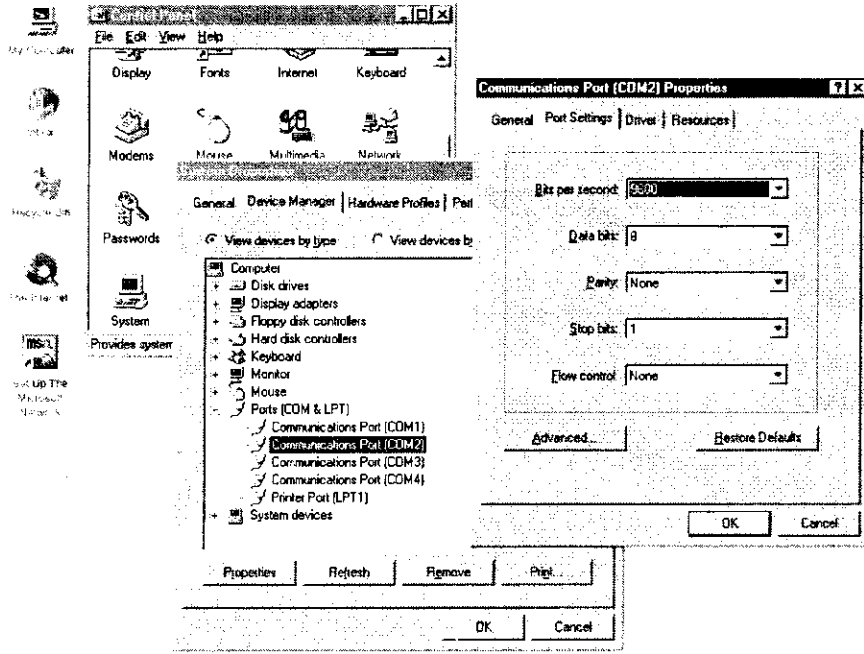 Control Panel
File Edit View Help
Display Fonts Internet Keyboard
Modems Mouse Multimedia Network
Passwords
System
Provides system
My Computer
Recycle Bin
The Internet
Set Up The
Microsoft
General Device Manager Hardware Profiles
View devices by type View devices by
Computer
Disk drives
Display adapters
Floppy disk controllers
Hard disk controllers
Keyboard
Monitor
Mouse
Ports (COM & LPT)
Communications Port (COM1)
Communications Port (COM2)
Communications Port (COM3)
Communications Port (COM4)
Printer Port (LPT1)
System devices
Properties Refresh Remove Print...
OK Cancel
Communications Port (COM2) Properties
General Port Settings Driver Resources
Bits per second: 9600
Data bits: 8
Parity: None
Stop bits: 1
Flow control: None
Advanced... Restore Defaults
OK Cancel